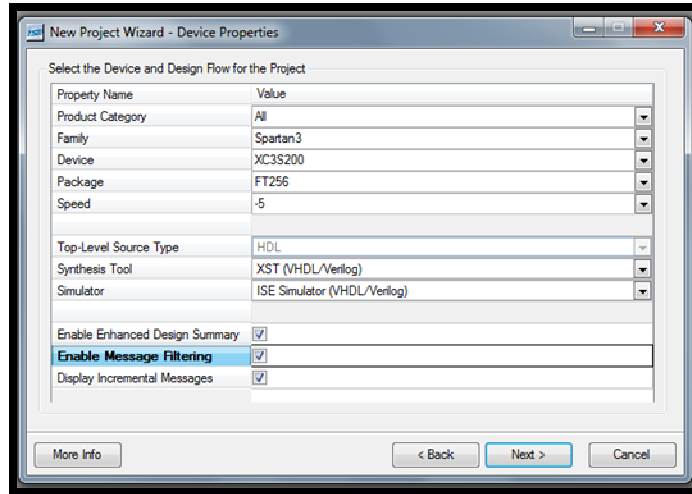 New Project Wizard - Device Properties
Select the Device and Design Flow for the Project
Property Name Value
Product Category All
Family Spartan3
Device XC3S200
Package FT256
Speed -5
Top-Level Source Type HDL
Synthesis Tool XST (VHDL/Verilog)
Simulator ISE Simulator (VHDL/Verilog)
Enable Enhanced Design Summary
Enable Message Filtering
Display Incremental Messages
More Info < Back Next > Cancel